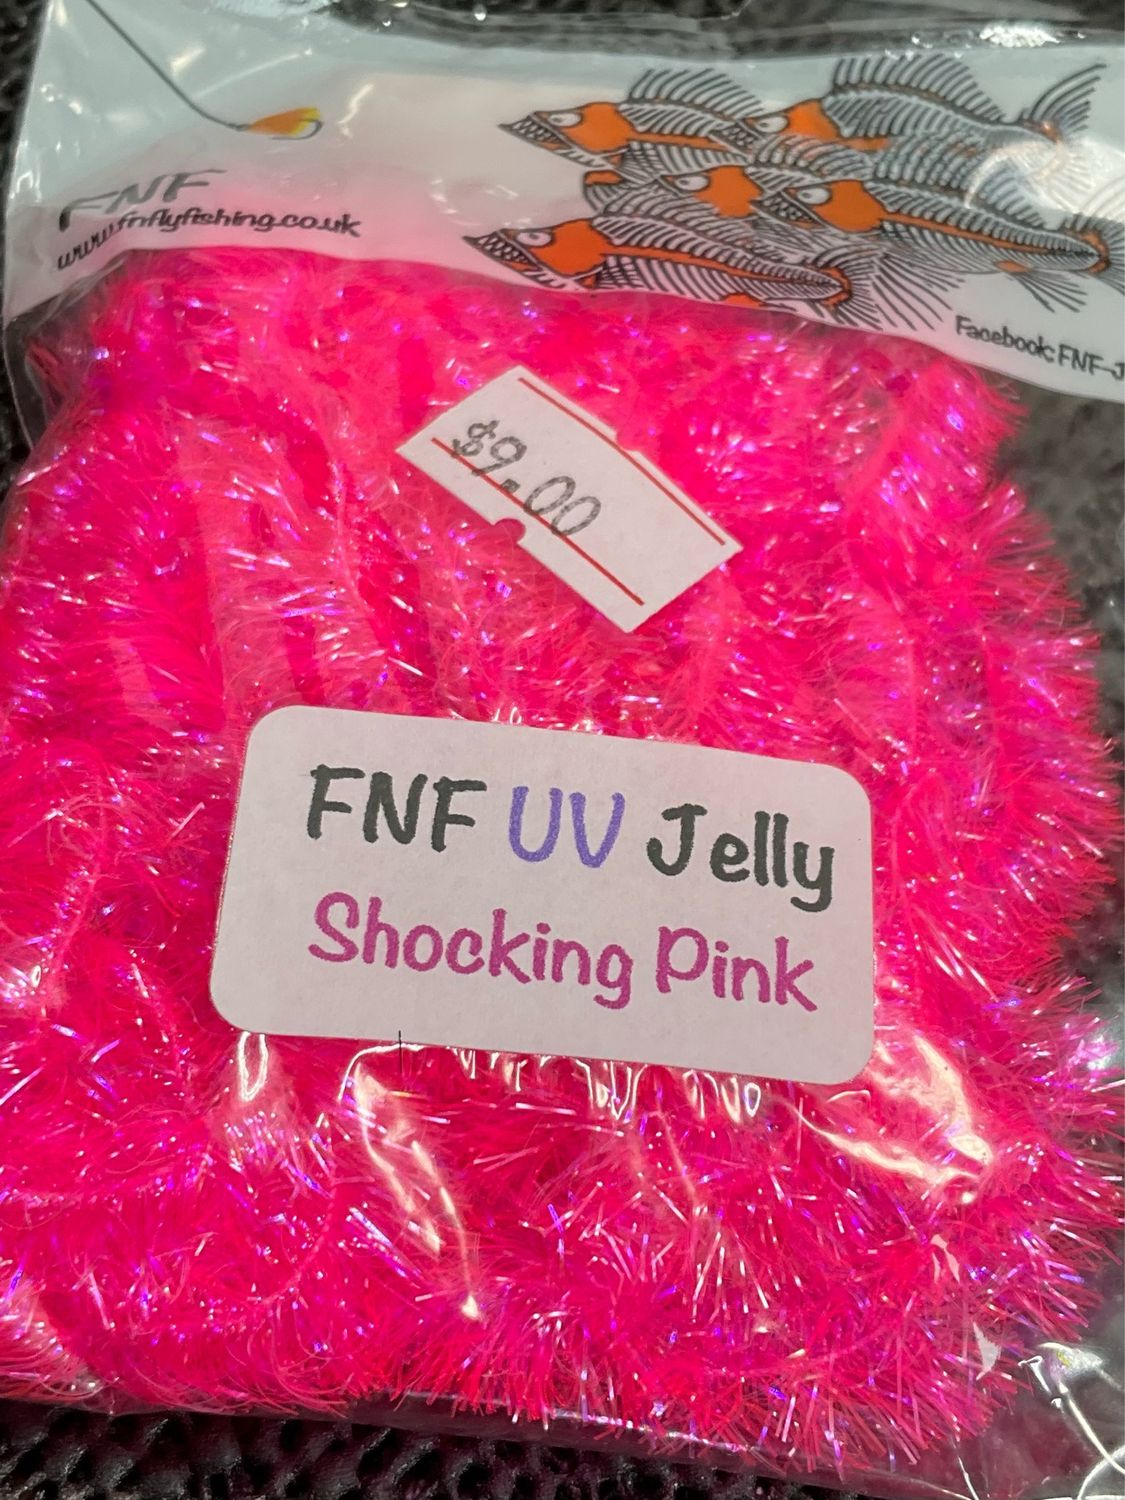 FNF
www.fnflyfishing.co.uk
Facebook: FNF-J
$9.00
FNF UV Jelly
Shocking Pink